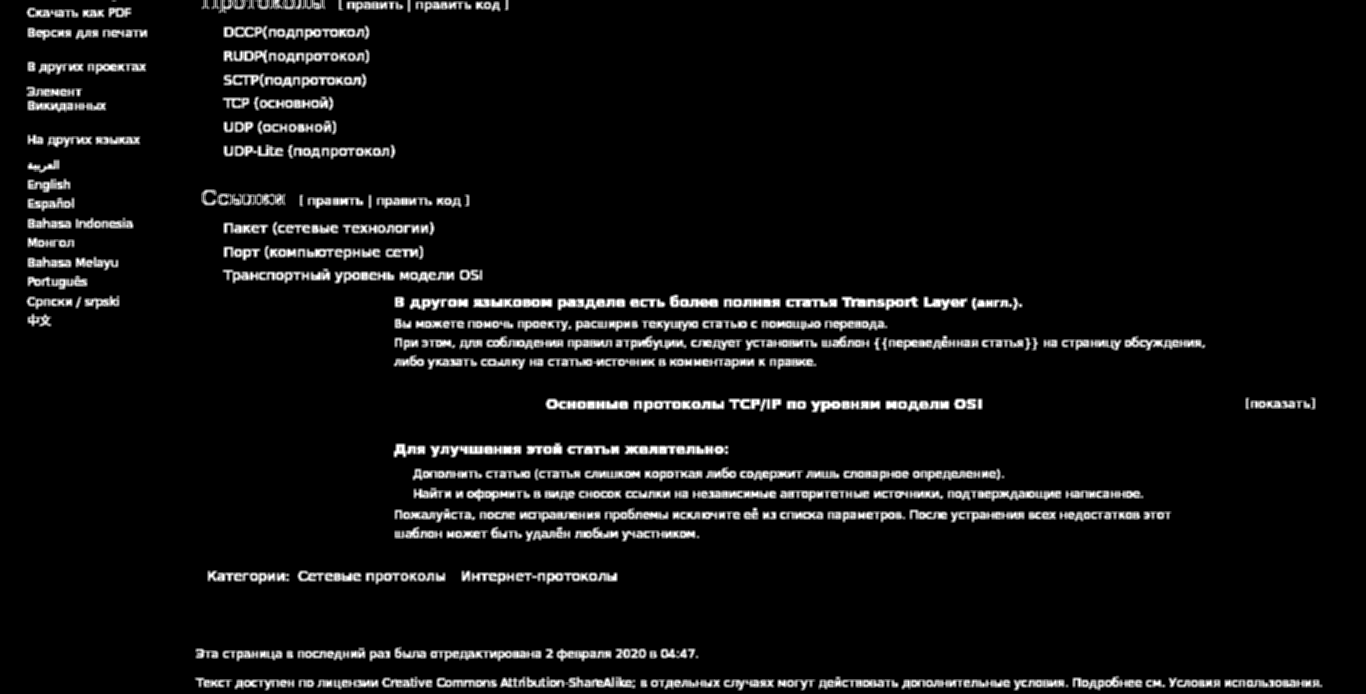 Скачать как PDF
Версия для печати
В других проектах
Элемент
Викиданных
На других языках
العربية
English
Español
Bahasa Indonesia
Монгол
Bahasa Melayu
Português
Српски / srpski
中文
Протоколы [ править | править код ]
DCCP(подпротокол)
RUDP(подпротокол)
SCTP(подпротокол)
TCP (основной)
UDP (основной)
UDP-Lite (подпротокол)
Ссылки [ править | править код ]
Пакет (сетевые технологии)
Порт (компьютерные сети)
Транспортный уровень модели OSI
В другом языковом разделе есть более полная статья Transport Layer (англ.).
Вы можете помочь проекту, расширив текущую статью с помощью перевода.
При этом, для соблюдения правил атрибуции, следует установить шаблон {{переведённая статья}} на страницу обсуждения,
либо указать ссылку на статью-источник в комментарии к правке.
Основные протоколы TCP/IP по уровням модели OSI [показать]
Для улучшения этой статьи желательно:
Дополнить статью (статья слишком короткая либо содержит лишь словарное определение).
Найти и оформить в виде сносок ссылки на независимые авторитетные источники, подтверждающие написанное.
Пожалуйста, после исправления проблемы исключите её из списка параметров. После устранения всех недостатков этот
шаблон может быть удалён любым участником.
Категории: Сетевые протоколы Интернет-протоколы
Эта страница в последний раз была отредактирована 2 февраля 2020 в 04:47.
Текст доступен по лицензии Creative Commons Attribution-ShareAlike; в отдельных случаях могут действовать дополнительные условия. Подробнее см. Условия использования.